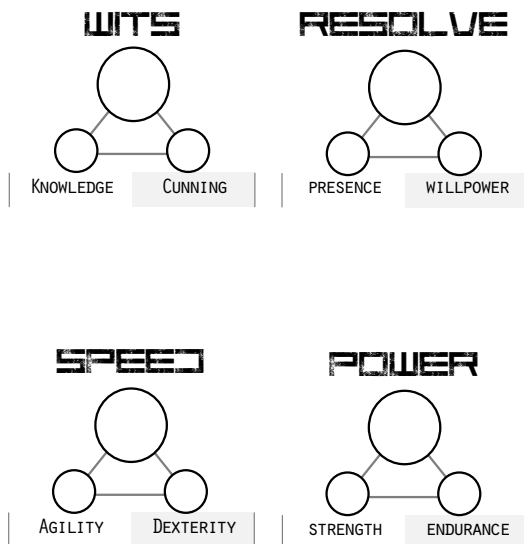 WITS
RESOLVE
KNOWLEDGE CUNNING
PRESENCE WILLPOWER
SPEED
POWER
AGILITY DEXTERITY
STRENGTH ENDURANCE